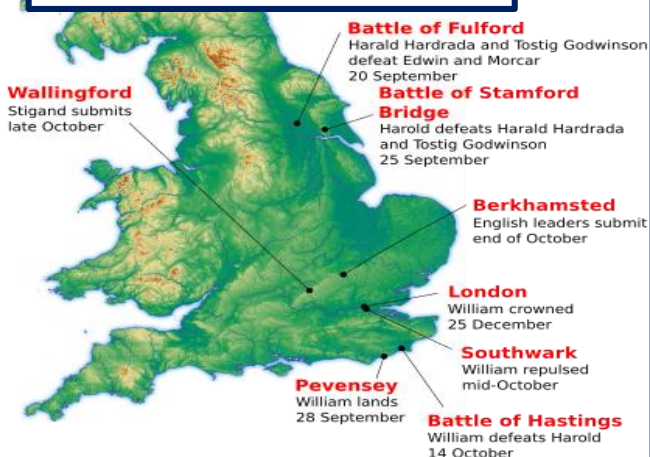 Battle of Fulford
Harald Hardrada and Tostig Godwinson
defeat Edwin and Morcar
20 September
Wallingford
Stigand submits
late October
Battle of Stamford
Bridge
Harold defeats Harald Hardrada
and Tostig Godwinson
25 September
Berkhamsted
English leaders submit
end of October
London
William crowned
25 December
Southwark
William repulsed
mid-October
Pevensey
William lands
28 September
Battle of Hastings
William defeats Harold
14 October